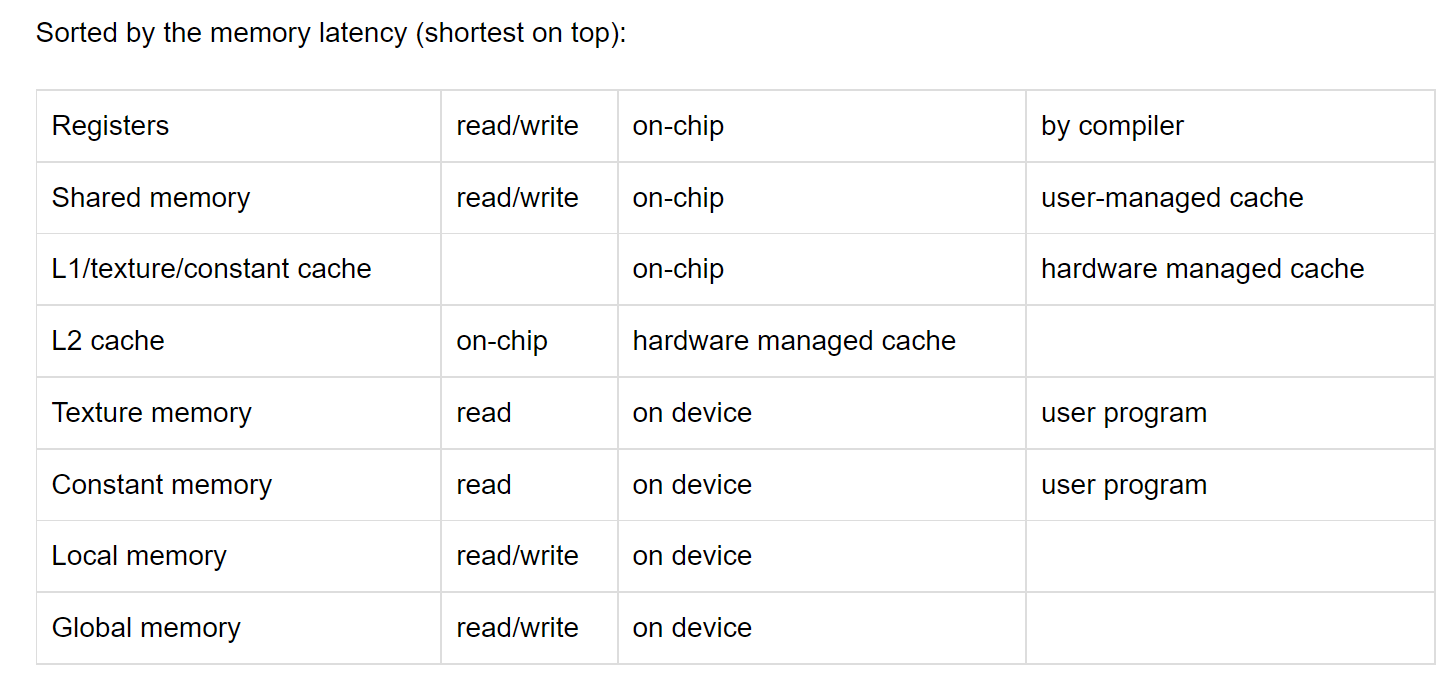 Sorted by the memory latency (shortest on top):
Registers read/write on-chip by compiler
Shared memory read/write on-chip user-managed cache
L1/texture/constant cache on-chip hardware managed cache
L2 cache on-chip hardware managed cache
Texture memory read on device user program
Constant memory read on device user program
Local memory read/write on device
Global memory read/write on device